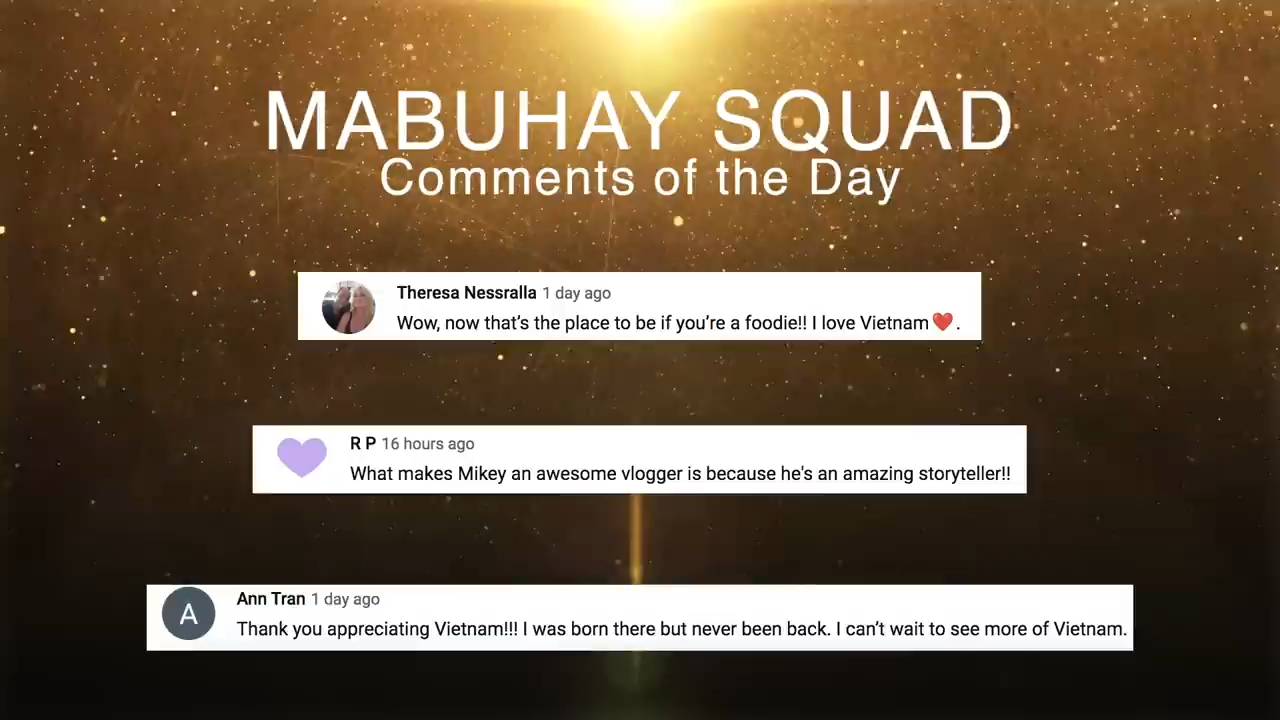 MABUHAY SQUAD
Comments of the Day
Theresa Nessralla 1 day ago
Wow, now that's the place to be if you're a foodie!! I love Vietnam❤️.
R P 16 hours ago
What makes Mikey an awesome vlogger is because he's an amazing storyteller!!
A
Ann Tran 1 day ago
Thank you appreciating Vietnam!!! I was born there but never been back. I can't wait to see more of Vietnam.